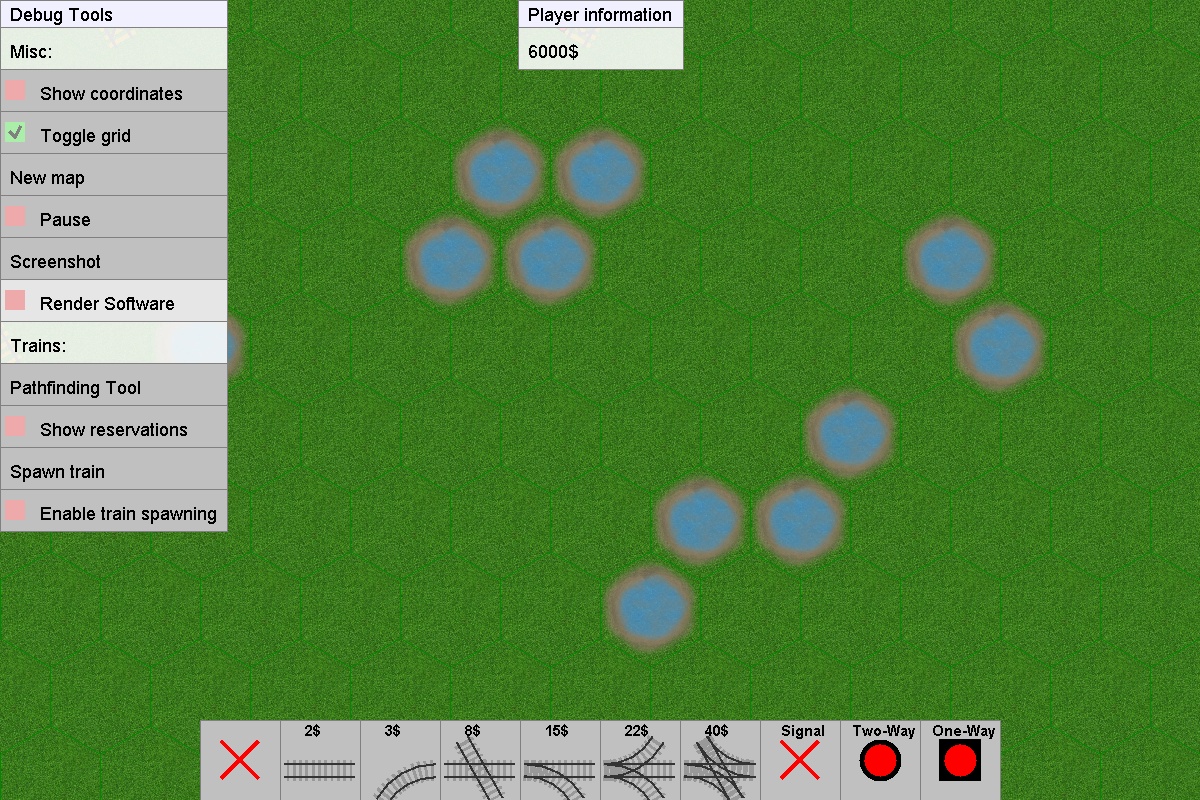 Debug Tools
Misc:
Show coordinates
Toggle grid
New map
Pause
Screenshot
Render Software
Trains:
Pathfinding Tool
Show reservations
Spawn train
Enable train spawning
Player information
6000$
2$ 3$ 8$ 15$ 22$ 40$ Signal Two-Way One-Way